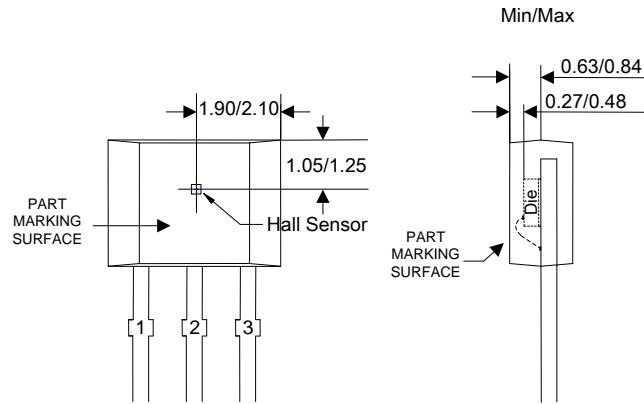 Min/Max
0.63/0.84
0.27/0.48
1.90/2.10
1.05/1.25
PART
MARKING
SURFACE
Hall Sensor
Die
PART
MARKING
SURFACE
1 2 3